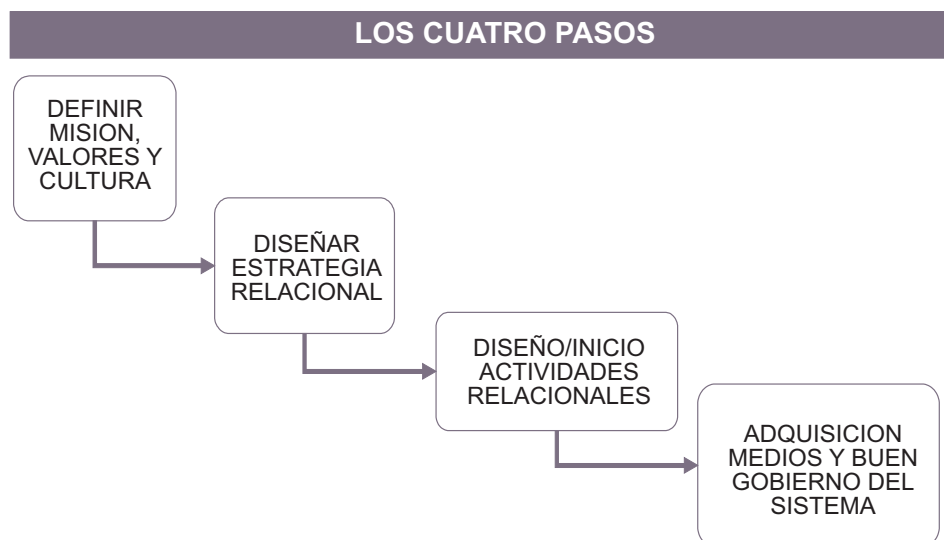 LOS CUATRO PASOS
DEFINIR
MISION,
VALORES Y
CULTURA
DISEÑAR
ESTRATEGIA
RELACIONAL
DISEÑO/INICIO
ACTIVIDADES
RELACIONALES
ADQUISICION
MEDIOS Y BUEN
GOBIERNO DEL
SISTEMA